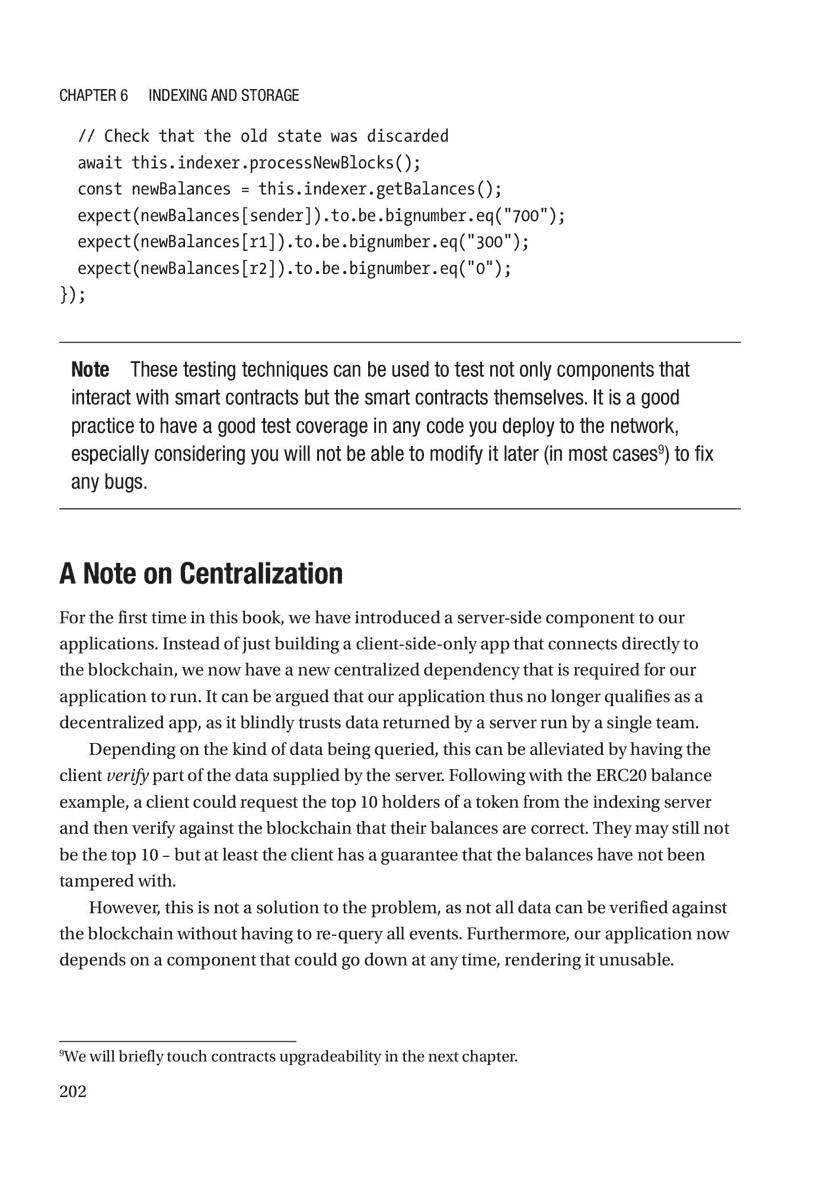 CHAPTER 6 INDEXING AND STORAGE
// Check that the old state was discarded
await this.indexer.processNewBlocks();
const newBalances = this.indexer.getBalances();
expect(newBalances[sender]).to.be.bignumber.eq("700");
expect(newBalances[r1]).to.be.bignumber.eq("300");
expect(newBalances[r2]).to.be.bignumber.eq("0");
});
Note These testing techniques can be used to test not only components that
interact with smart contracts but the smart contracts themselves. It is a good
practice to have a good test coverage in any code you deploy to the network,
especially considering you will not be able to modify it later (in most cases⁹) to fix
any bugs.
A Note on Centralization
For the first time in this book, we have introduced a server-side component to our
applications. Instead of just building a client-side-only app that connects directly to
the blockchain, we now have a new centralized dependency that is required for our
application to run. It can be argued that our application thus no longer qualifies as a
decentralized app, as it blindly trusts data returned by a server run by a single team.
Depending on the kind of data being queried, this can be alleviated by having the
client verify part of the data supplied by the server. Following with the ERC20 balance
example, a client could request the top 10 holders of a token from the indexing server
and then verify against the blockchain that their balances are correct. They may still not
be the top 10 – but at least the client has a guarantee that the balances have not been
tampered with.
However, this is not a solution to the problem, as not all data can be verified against
the blockchain without having to re-query all events. Furthermore, our application now
depends on a component that could go down at any time, rendering it unusable.
⁹We will briefly touch contracts upgradeability in the next chapter.
202